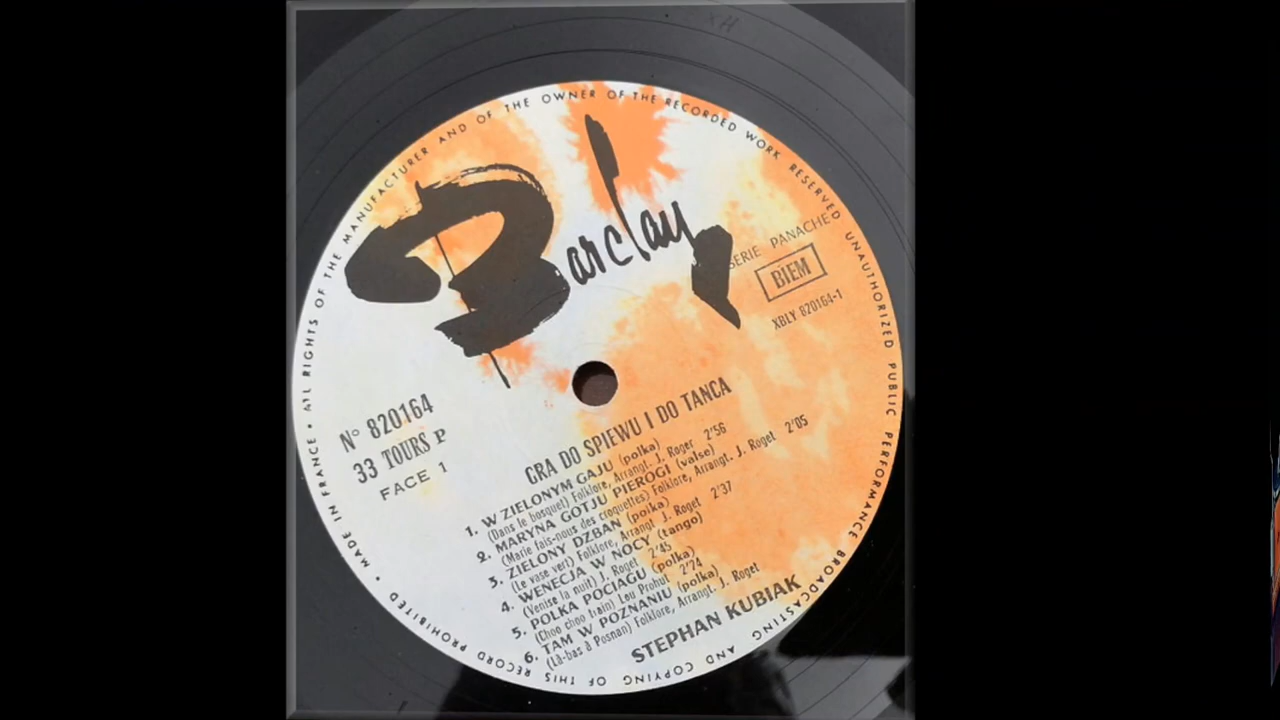 ALL RIGHTS OF THE MANUFACTURER AND OF THE OWNER OF THE RECORDED WORK RESERVED UNAUTHORIZED PUBLIC PERFORMANCE BROADCASTING AND COPYING OF THIS RECORD PROHIBITED • MADE IN FRANCE •
Barclay
SERIE PANACHE
BIEM
XBLY 820164-1
N° 820164
33 TOURS P
FACE 1
GRA DO SPIEWU I DO TANCA
1. W ZIELONYM GAJU (polka)
(Dans le bosquet) Folklore, Arrangt. J. Roger 2'56
2. MARYNA GOTJU PIEROGI (valse)
(Marie fais-nous des croquettes) Folklore, Arrangt. J. Roget 2'05
3. ZIELONY DZBAN (polka)
(Le vase vert) Folklore, Arrangt J. Roget 2'37
4. WENECJA W NOCY (tango)
(Venise la nuit) J. Roget 2'45
5. POLKA POCIAGU (polka)
(Choo choo train) Lou Prohut 2'24
6. TAM W POZNANIU (polka)
(Là-bas à Posnan) Folklore, Arrangt. J. Roget
STEPHAN KUBIAK